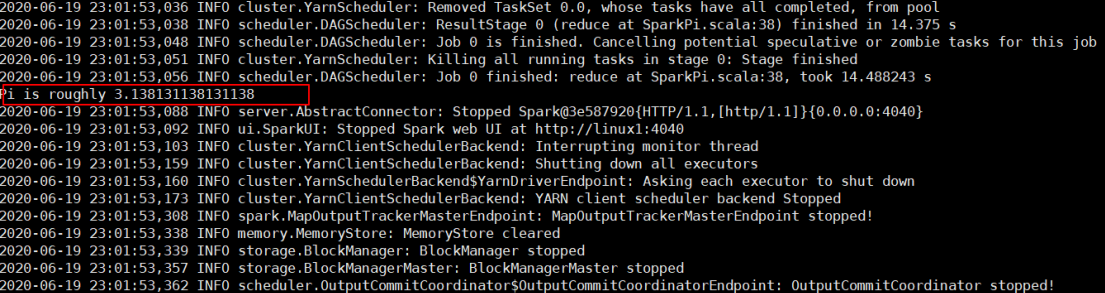 2020-06-19 23:01:53,036 INFO cluster.YarnScheduler: Removed TaskSet 0.0, whose tasks have all completed, from pool
2020-06-19 23:01:53,038 INFO scheduler.DAGScheduler: ResultStage 0 (reduce at SparkPi.scala:38) finished in 14.375 s
2020-06-19 23:01:53,048 INFO scheduler.DAGScheduler: Job 0 is finished. Cancelling potential speculative or zombie tasks for this job
2020-06-19 23:01:53,051 INFO cluster.YarnScheduler: Killing all running tasks in stage 0: Stage finished
2020-06-19 23:01:53,056 INFO scheduler.DAGScheduler: Job 0 finished: reduce at SparkPi.scala:38, took 14.488243 s
Pi is roughly 3.138131138131138
2020-06-19 23:01:53,088 INFO server.AbstractConnector: Stopped Spark@3e587920{HTTP/1.1,[http/1.1]}{0.0.0.0:4040}
2020-06-19 23:01:53,092 INFO ui.SparkUI: Stopped Spark web UI at http://linux1:4040
2020-06-19 23:01:53,103 INFO cluster.YarnClientSchedulerBackend: Interrupting monitor thread
2020-06-19 23:01:53,159 INFO cluster.YarnClientSchedulerBackend: Shutting down all executors
2020-06-19 23:01:53,160 INFO cluster.YarnSchedulerBackend$YarnDriverEndpoint: Asking each executor to shut down
2020-06-19 23:01:53,173 INFO cluster.YarnClientSchedulerBackend: YARN client scheduler backend Stopped
2020-06-19 23:01:53,308 INFO spark.MapOutputTrackerMasterEndpoint: MapOutputTrackerMasterEndpoint stopped!
2020-06-19 23:01:53,338 INFO memory.MemoryStore: MemoryStore cleared
2020-06-19 23:01:53,339 INFO storage.BlockManager: BlockManager stopped
2020-06-19 23:01:53,357 INFO storage.BlockManagerMaster: BlockManagerMaster stopped
2020-06-19 23:01:53,362 INFO scheduler.OutputCommitCoordinator$OutputCommitCoordinatorEndpoint: OutputCommitCoordinator stopped!